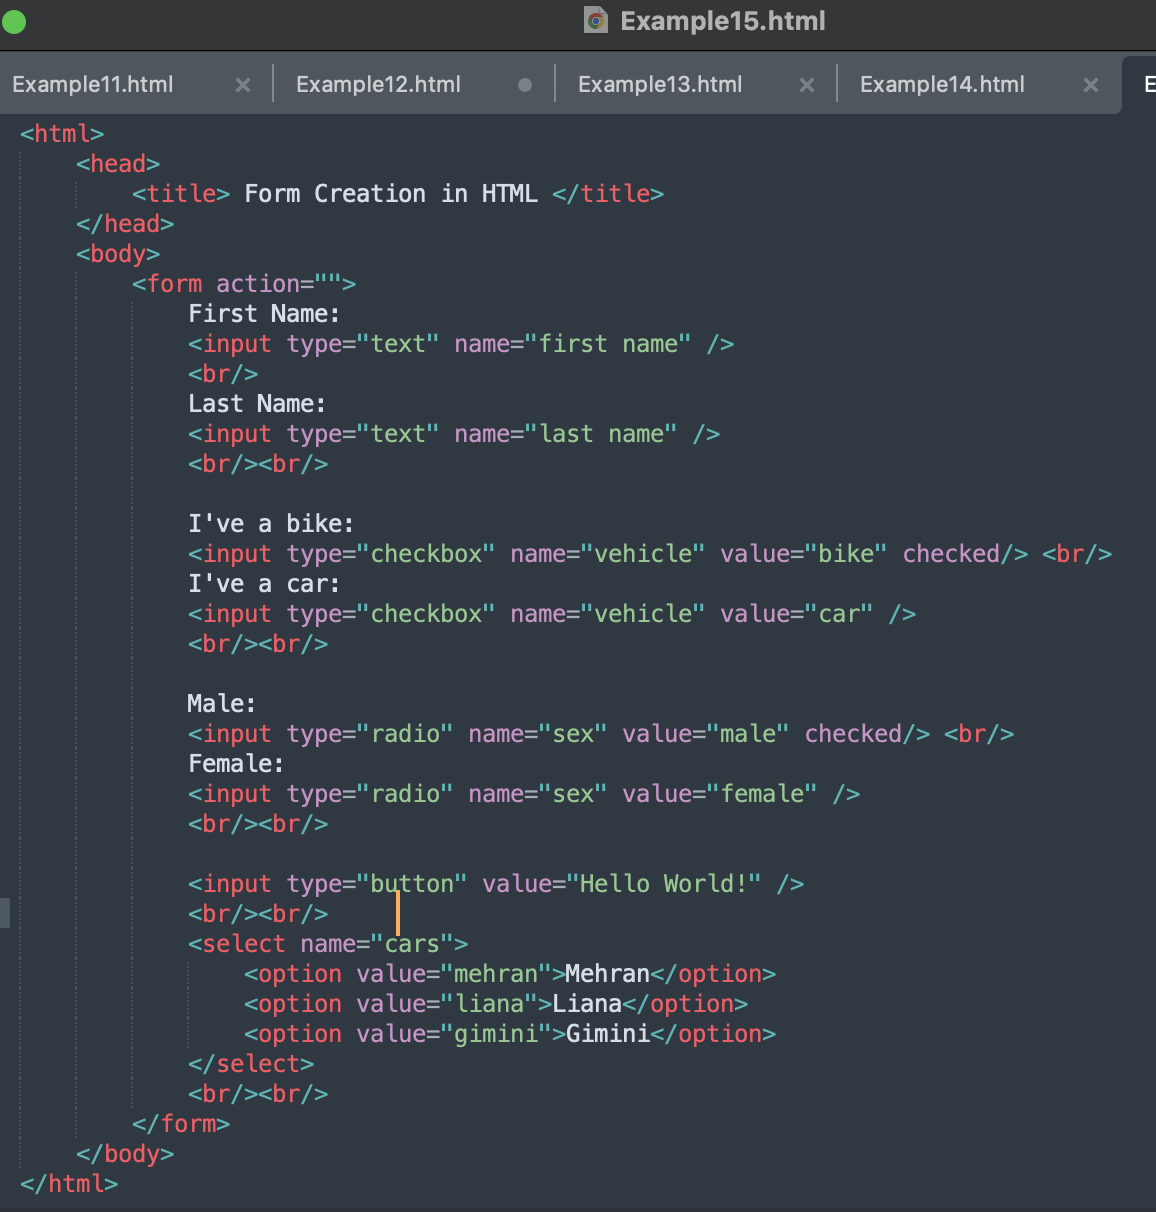 Example15.html
Example11.html × Example12.html Example13.html × Example14.html × E
<html>
    <head>
        <title> Form Creation in HTML </title>
    </head>
    <body>
        <form action="">
            First Name:
            <input type="text" name="first name" />
            <br/>
            Last Name:
            <input type="text" name="last name" />
            <br/><br/>

            I've a bike:
            <input type="checkbox" name="vehicle" value="bike" checked/> <br/>
            I've a car:
            <input type="checkbox" name="vehicle" value="car" />
            <br/><br/>

            Male:
            <input type="radio" name="sex" value="male" checked/> <br/>
            Female:
            <input type="radio" name="sex" value="female" />
            <br/><br/>

            <input type="button" value="Hello World!" />
            <br/><br/>
            <select name="cars">
                <option value="mehran">Mehran</option>
                <option value="liana">Liana</option>
                <option value="gimini">Gimini</option>
            </select>
            <br/><br/>
        </form>
    </body>
</html>